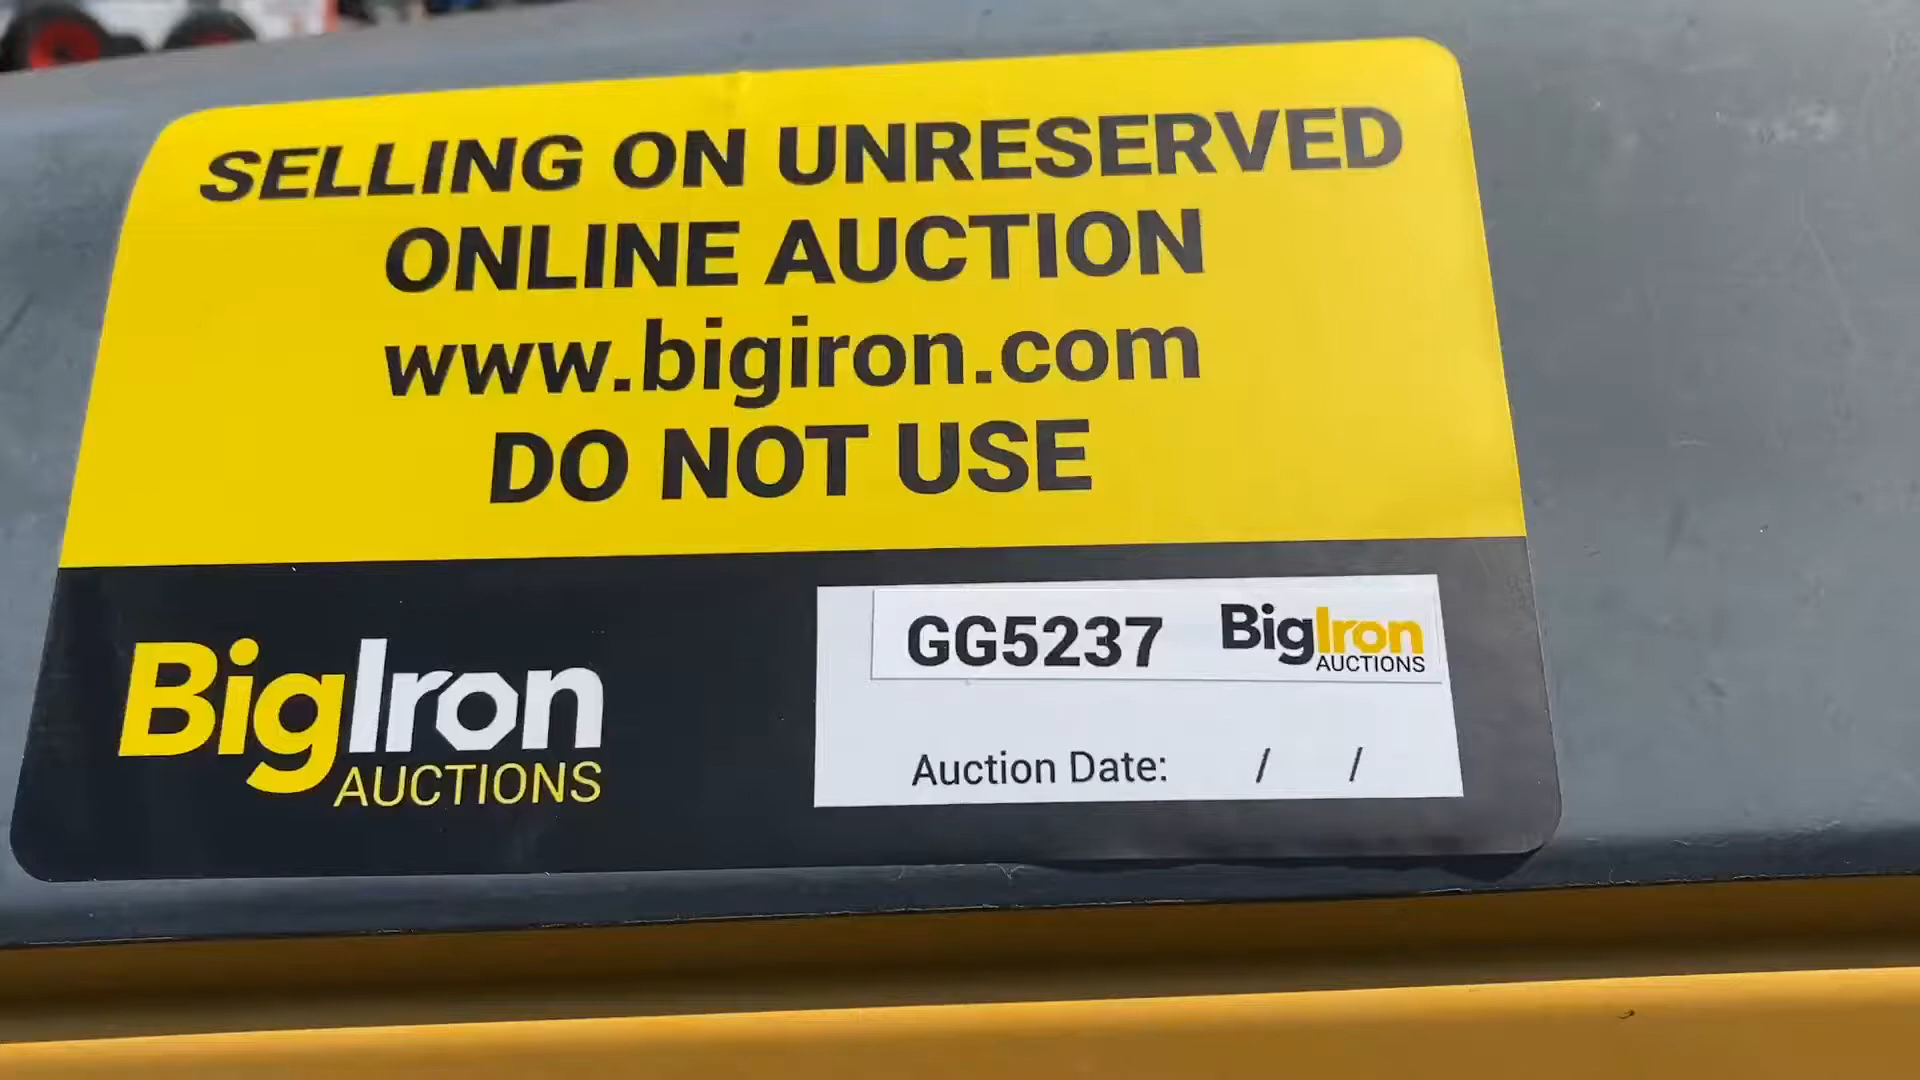 SELLING ON UNRESERVED
ONLINE AUCTION
www.bigiron.com
DO NOT USE
BigIron
AUCTIONS
GG5237
BigIron
AUCTIONS
Auction Date: / /